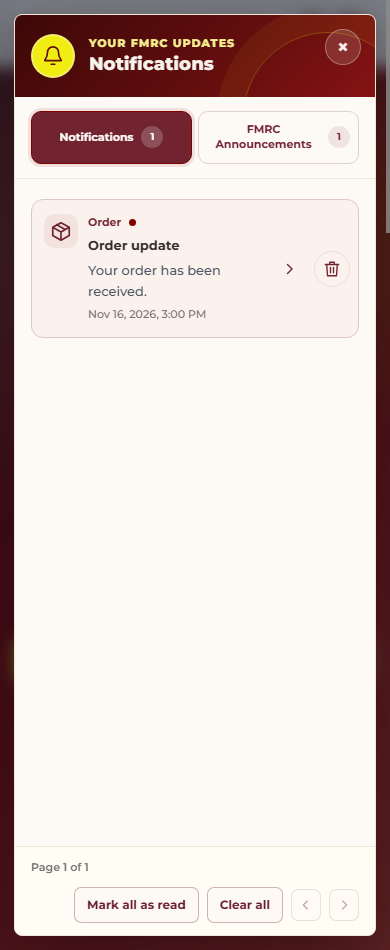 YOUR FMRC UPDATES
Notifications
Notifications 1
FMRC
Announcements 1
Order
Order update
Your order has been
received.
Nov 16, 2026, 3:00 PM
Page 1 of 1
Mark all as read
Clear all